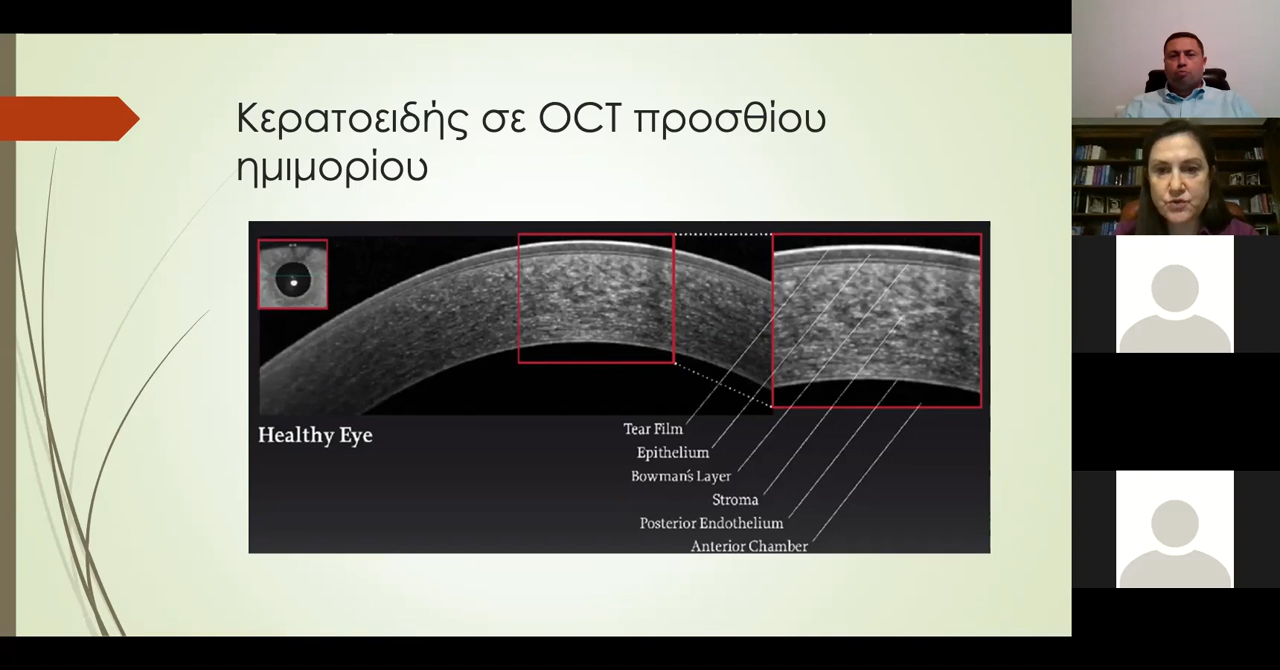 Κερατοειδής σε OCT προσθίου
ημιμορίου
Healthy Eye
Tear Film
Epithelium
Bowman's Layer
Stroma
Posterior Endothelium
Anterior Chamber